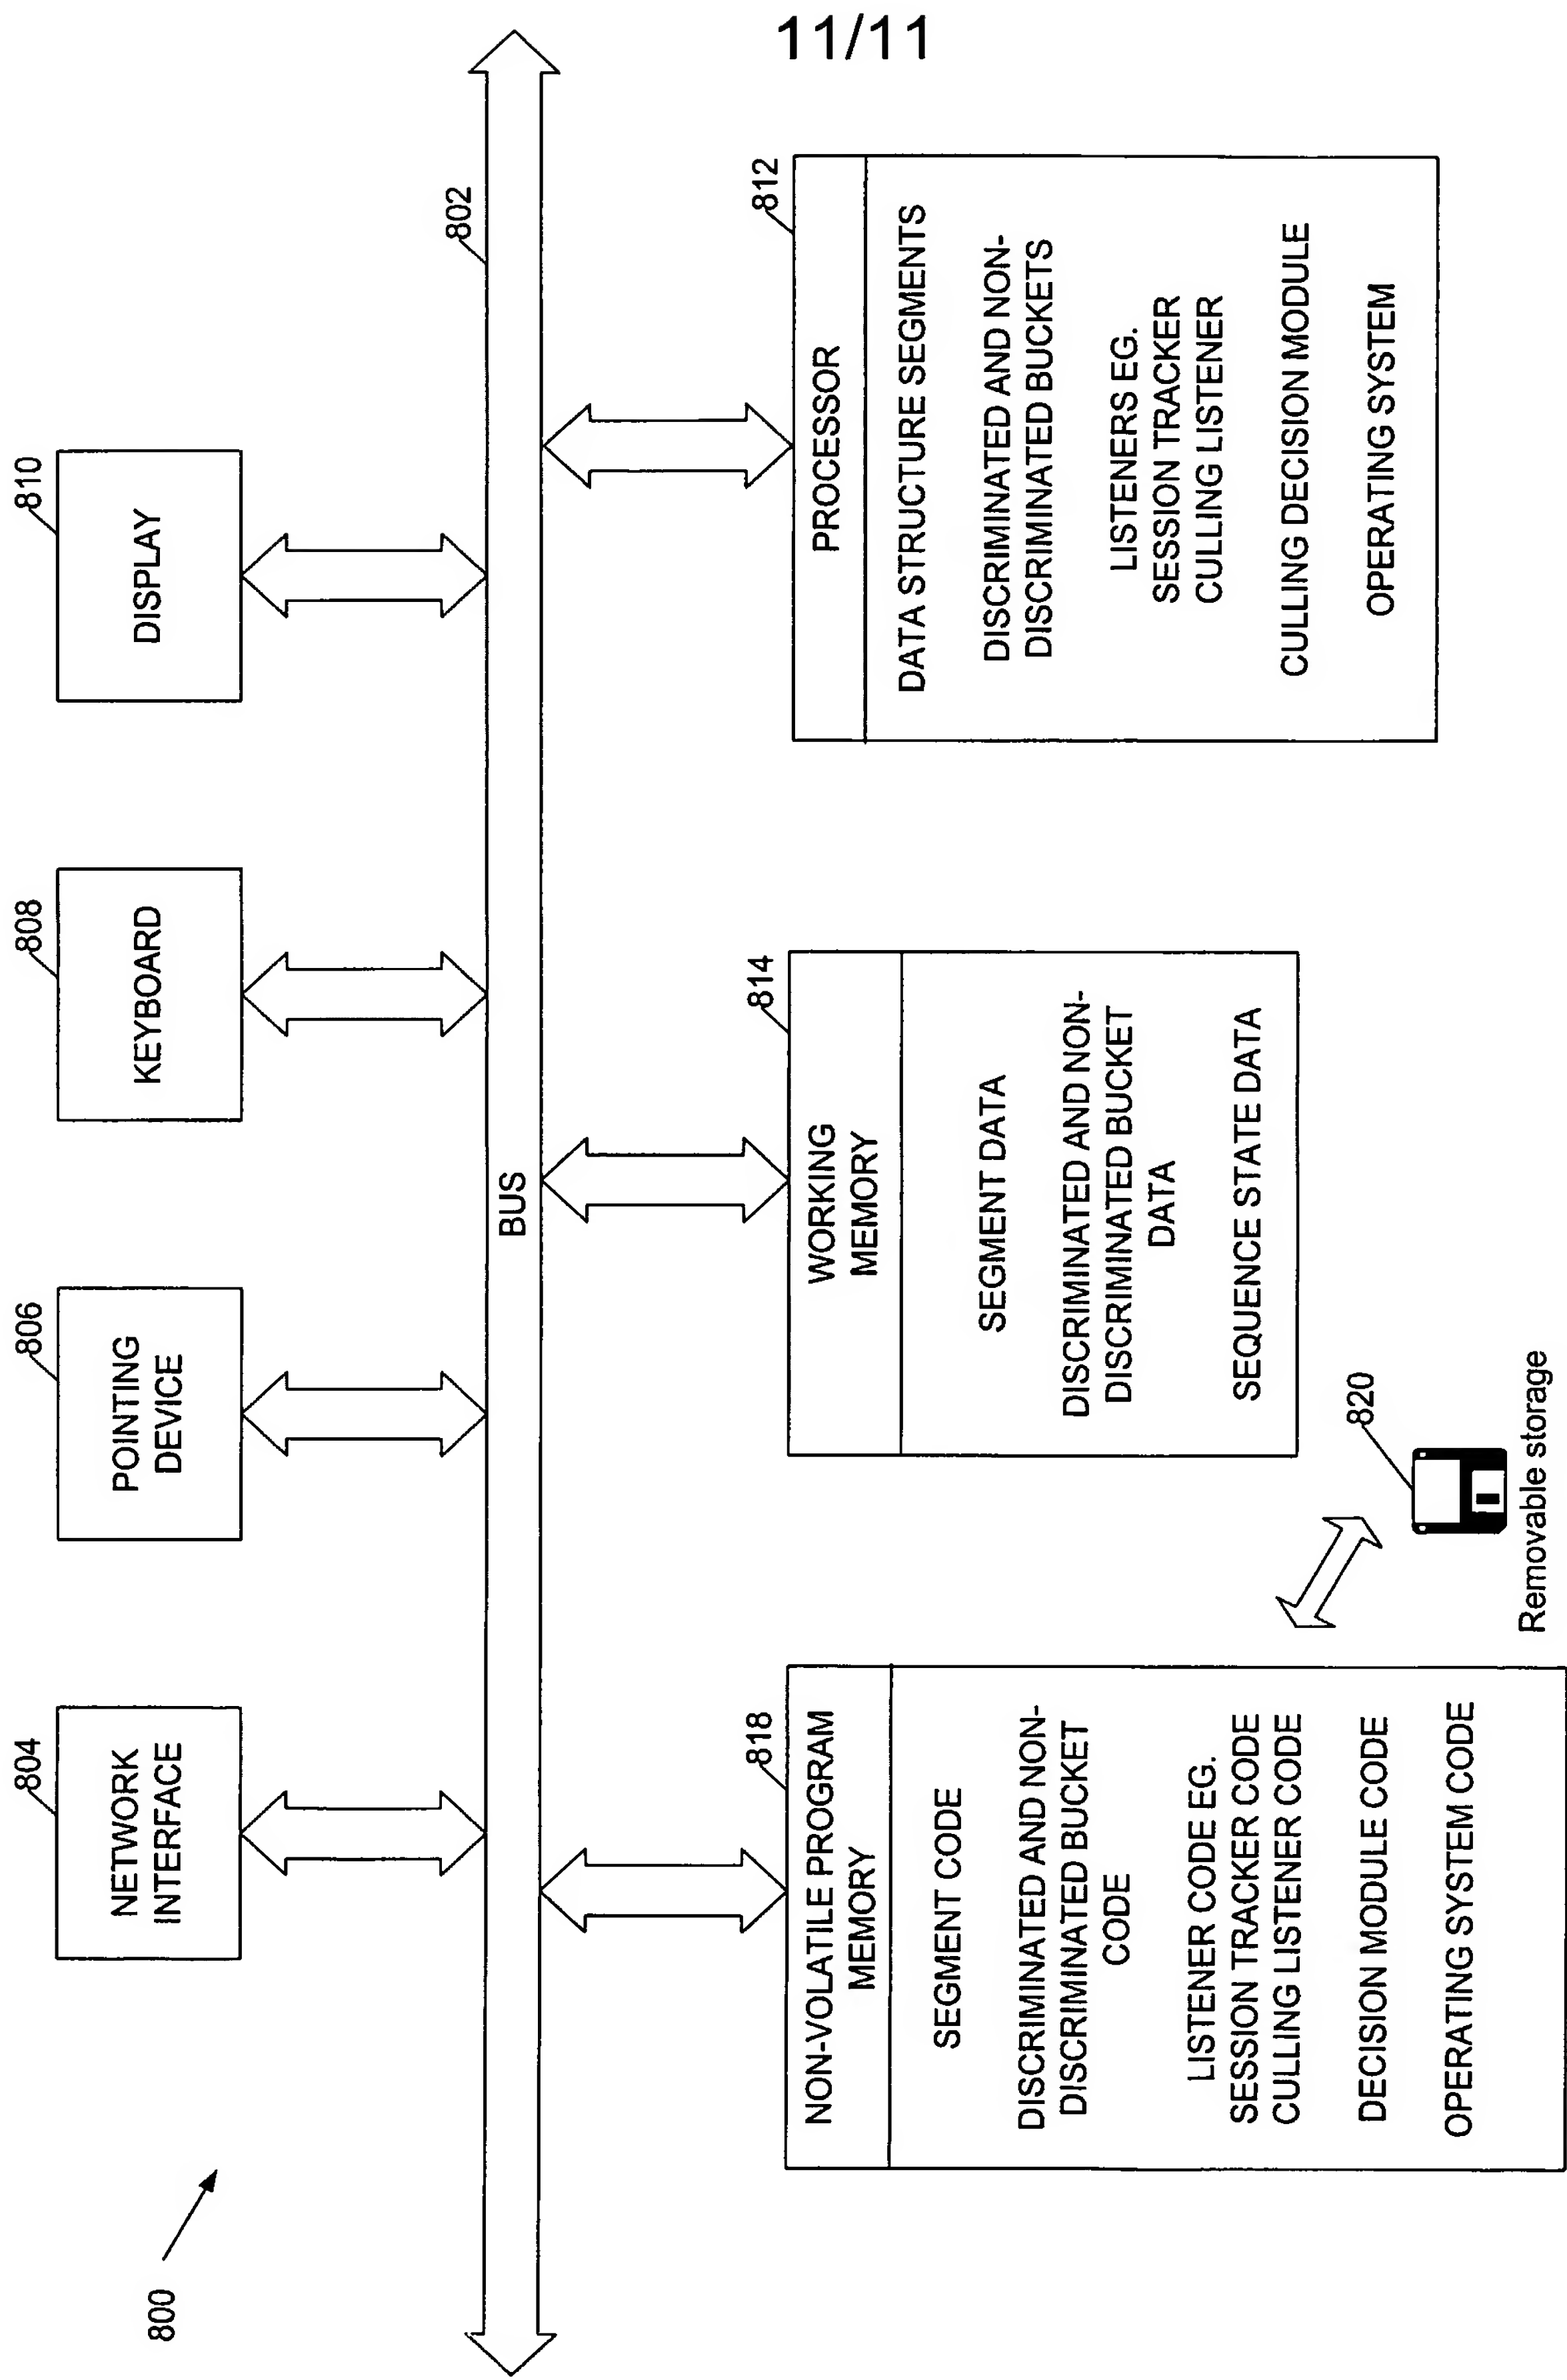 11/11
800
804
NETWORK
INTERFACE
806
POINTING
DEVICE
808
KEYBOARD
810
DISPLAY
802
BUS
818
NON-VOLATILE PROGRAM
MEMORY
SEGMENT CODE
DISCRIMINATED AND NON-
DISCRIMINATED BUCKET
CODE
LISTENER CODE EG.
SESSION TRACKER CODE
CULLING LISTENER CODE
DECISION MODULE CODE
OPERATING SYSTEM CODE
814
WORKING
MEMORY
SEGMENT DATA
DISCRIMINATED AND NON-
DISCRIMINATED BUCKET
DATA
SEQUENCE STATE DATA
812
PROCESSOR
DATA STRUCTURE SEGMENTS
DISCRIMINATED AND NON-
DISCRIMINATED BUCKETS
LISTENERS EG.
SESSION TRACKER
CULLING LISTENER
CULLING DECISION MODULE
OPERATING SYSTEM
820
Removable storage